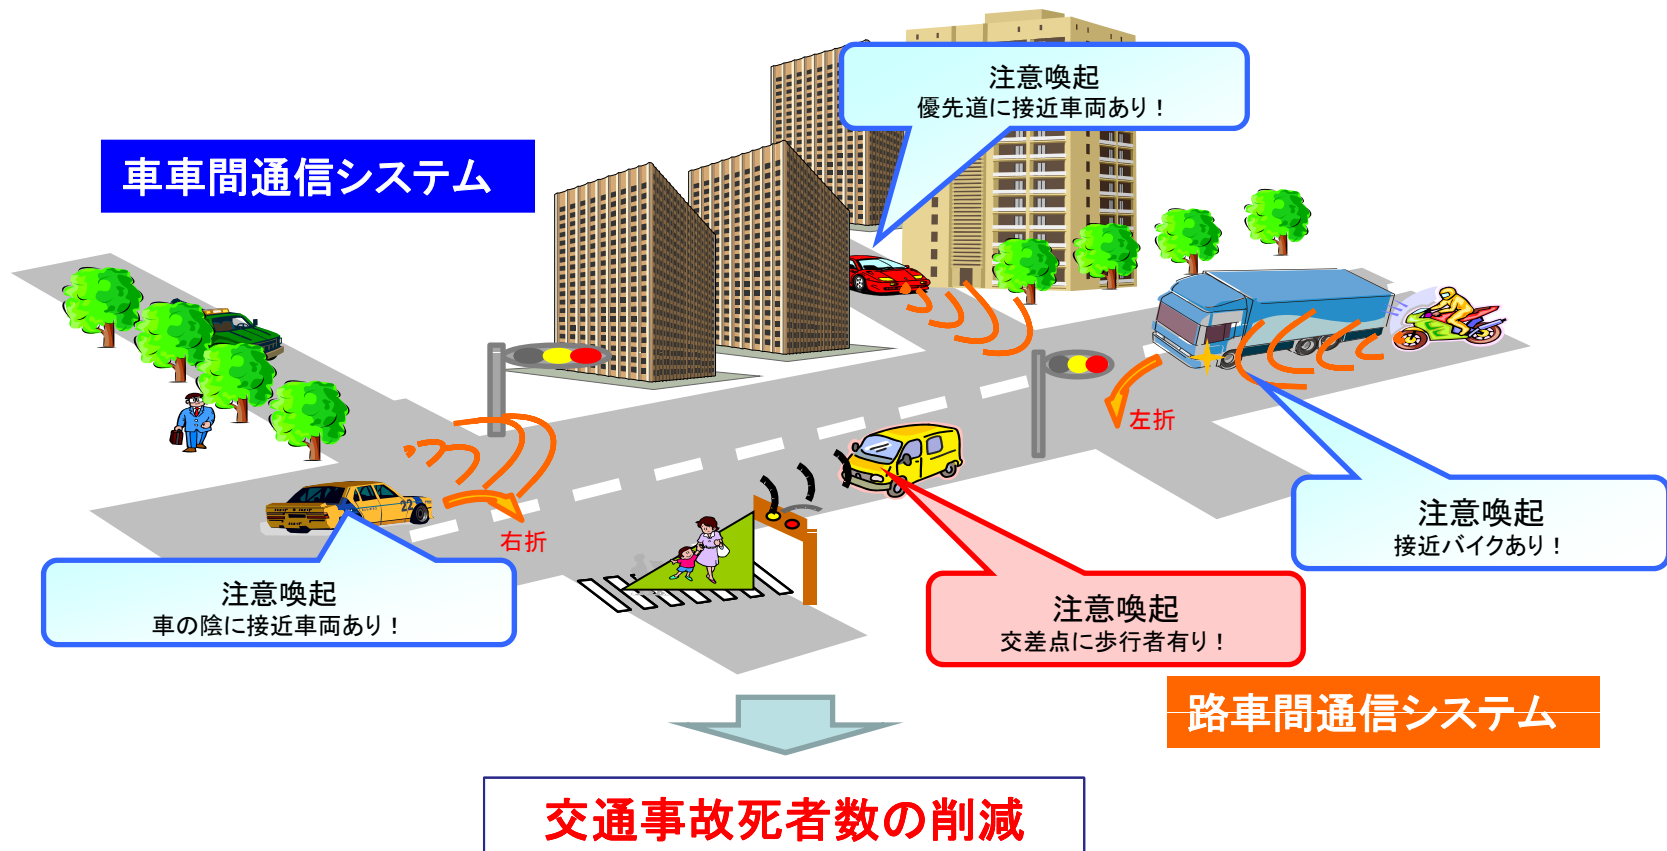 注意喚起
優先道に接近車両あり！
車車間通信システム
左折
右折
注意喚起
接近バイクあり！
注意喚起
車の陰に接近車両あり！
注意喚起
交差点に歩行者有り！
路車間通信システム
交通事故死者数の削減
22